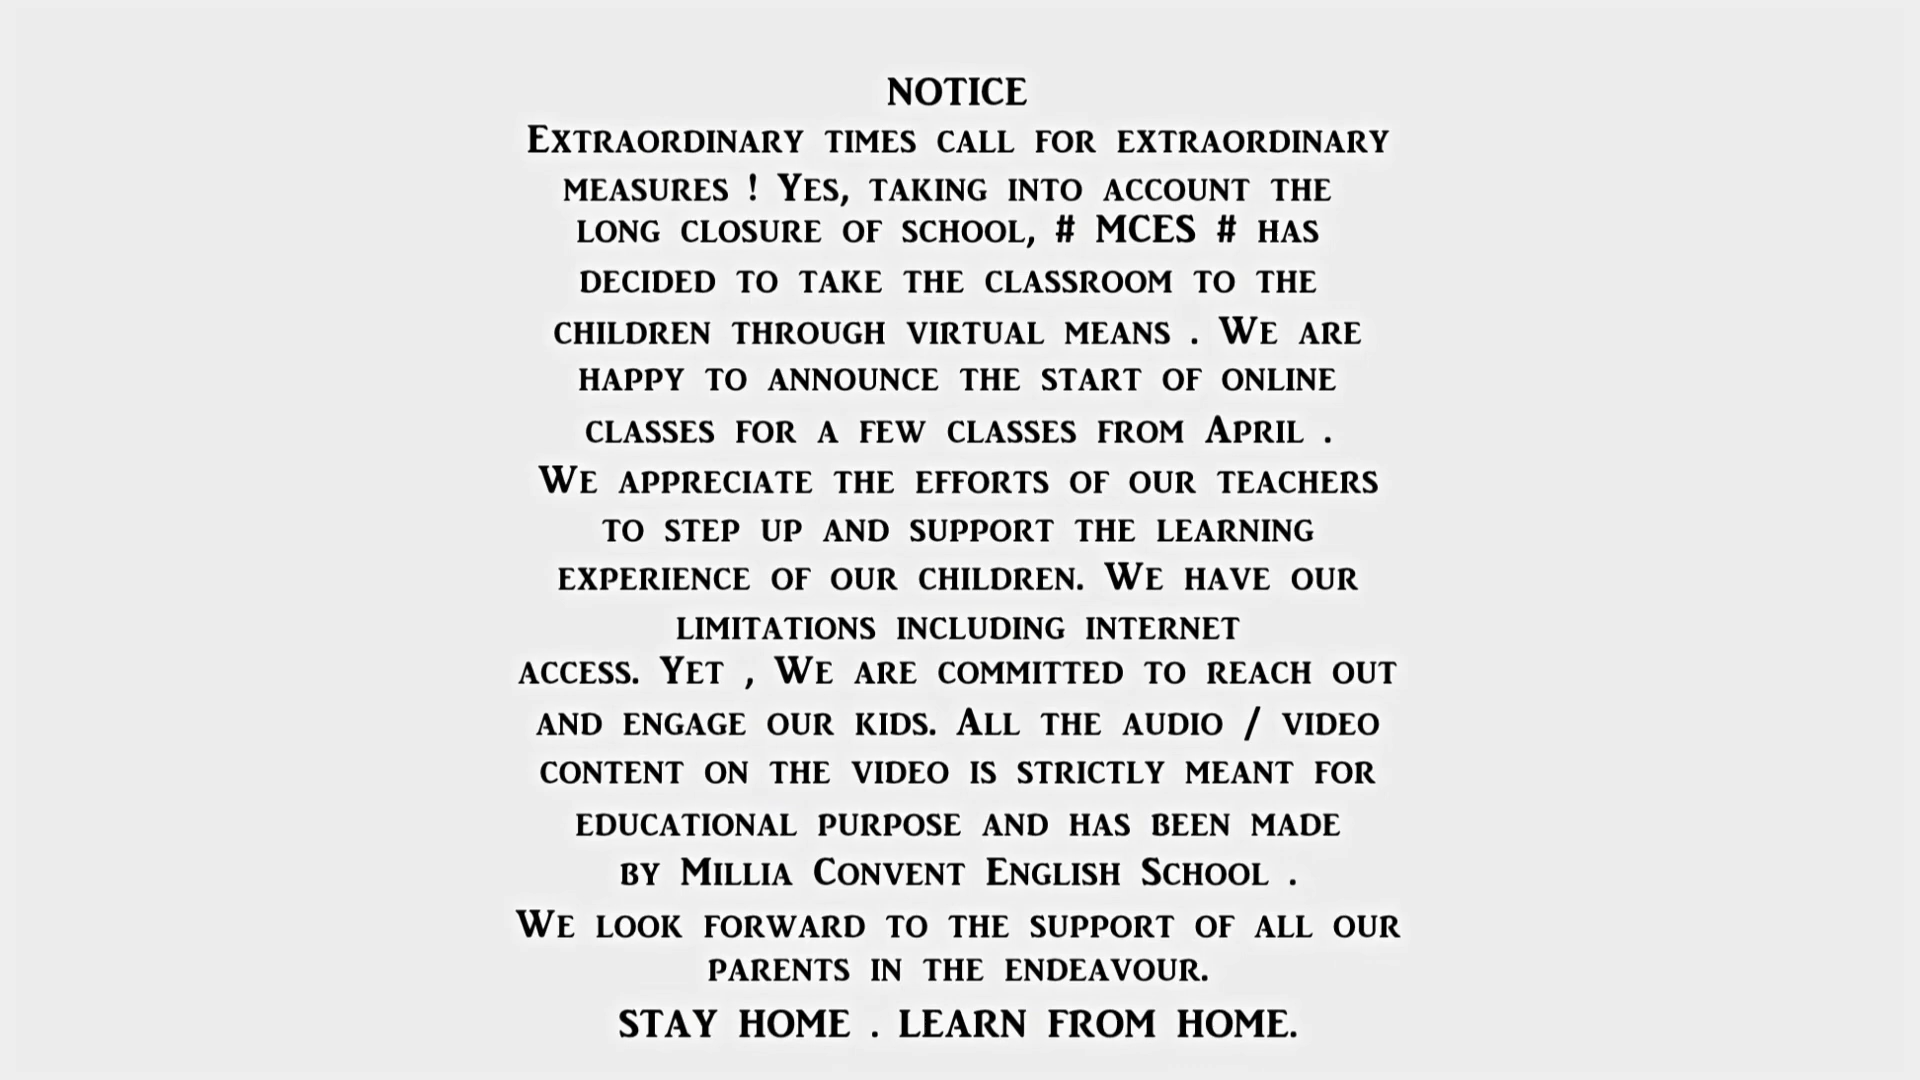 NOTICE
Extraordinary times call for extraordinary
measures ! Yes, taking into account the
long closure of school, # MCES # has
decided to take the classroom to the
children through virtual means . We are
happy to announce the start of online
classes for a few classes from April .
We appreciate the efforts of our teachers
to step up and support the learning
experience of our children. We have our
limitations including internet
access. Yet , We are committed to reach out
and engage our kids. All the audio / video
content on the video is strictly meant for
educational purpose and has been made
by Millia Convent English School .
We look forward to the support of all our
parents in the endeavour.
STAY HOME . LEARN FROM HOME.